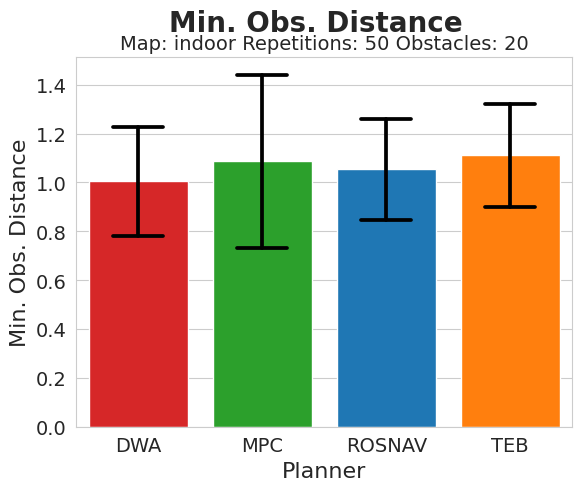 Min. Obs. Distance
Map: indoor Repetitions: 50 Obstacles: 20
Min. Obs. Distance
1.4
1.2
1.0
0.8
0.6
0.4
0.2
0.0
DWA MPC ROSNAV TEB
Planner